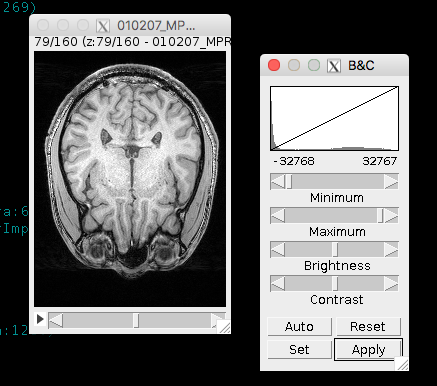 269)
010207_MP...
79/160 (z:79/160 - 010207_MPR
B&C
-32768 32767
Minimum
Maximum
ra:6
Brightness
rImp
Contrast
Auto Reset
n:12
Set Apply